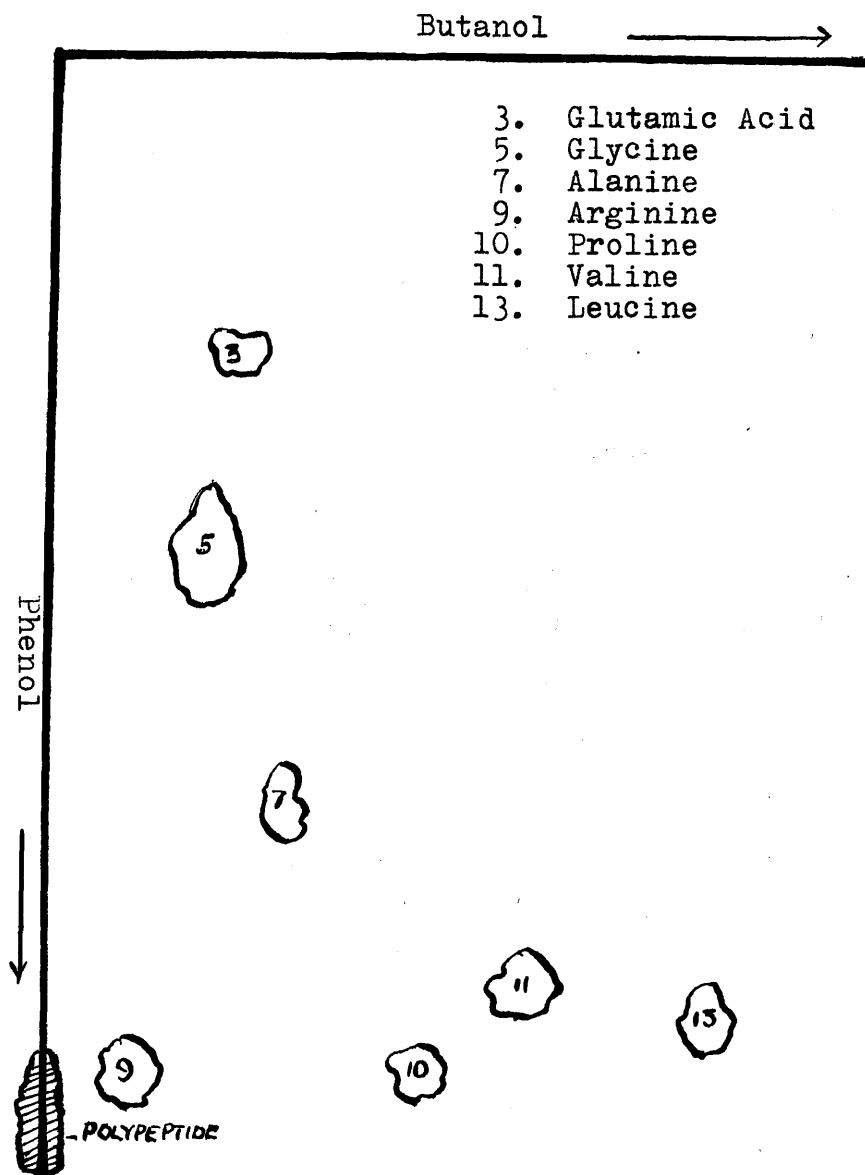 Butanol
3. Glutamic Acid
5. Glycine
7. Alanine
9. Arginine
10. Proline
11. Valine
13. Leucine
3
5
Phenol
7
11
13
9
10
POLYPEPTIDE